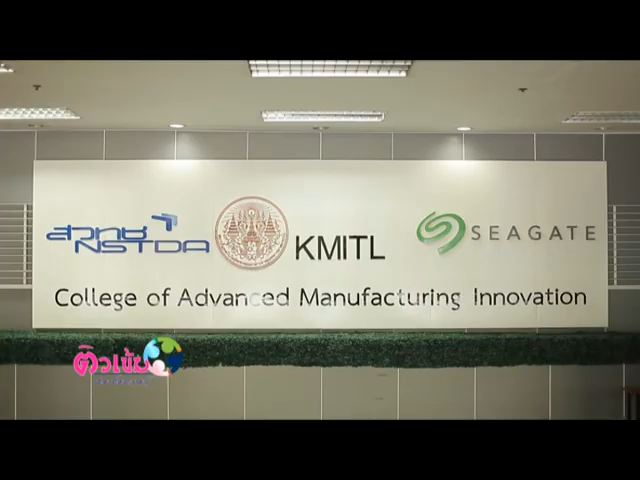 สวทช
NSTDA
KMITL
SEAGATE
College of Advanced Manufacturing Innovation
ติวเข้ม